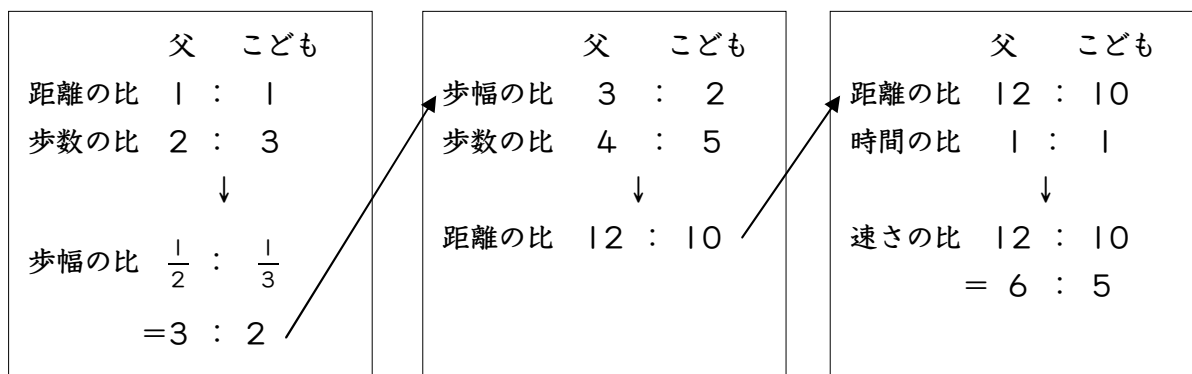 父 こども
距離の比 1 : 1
歩数の比 2 : 3
↓
歩幅の比 1/2 : 1/3
=3 : 2
父 こども
歩幅の比 3 : 2
歩数の比 4 : 5
↓
距離の比 12 : 10
父 こども
距離の比 12 : 10
時間の比 1 : 1
↓
速さの比 12 : 10
= 6 : 5